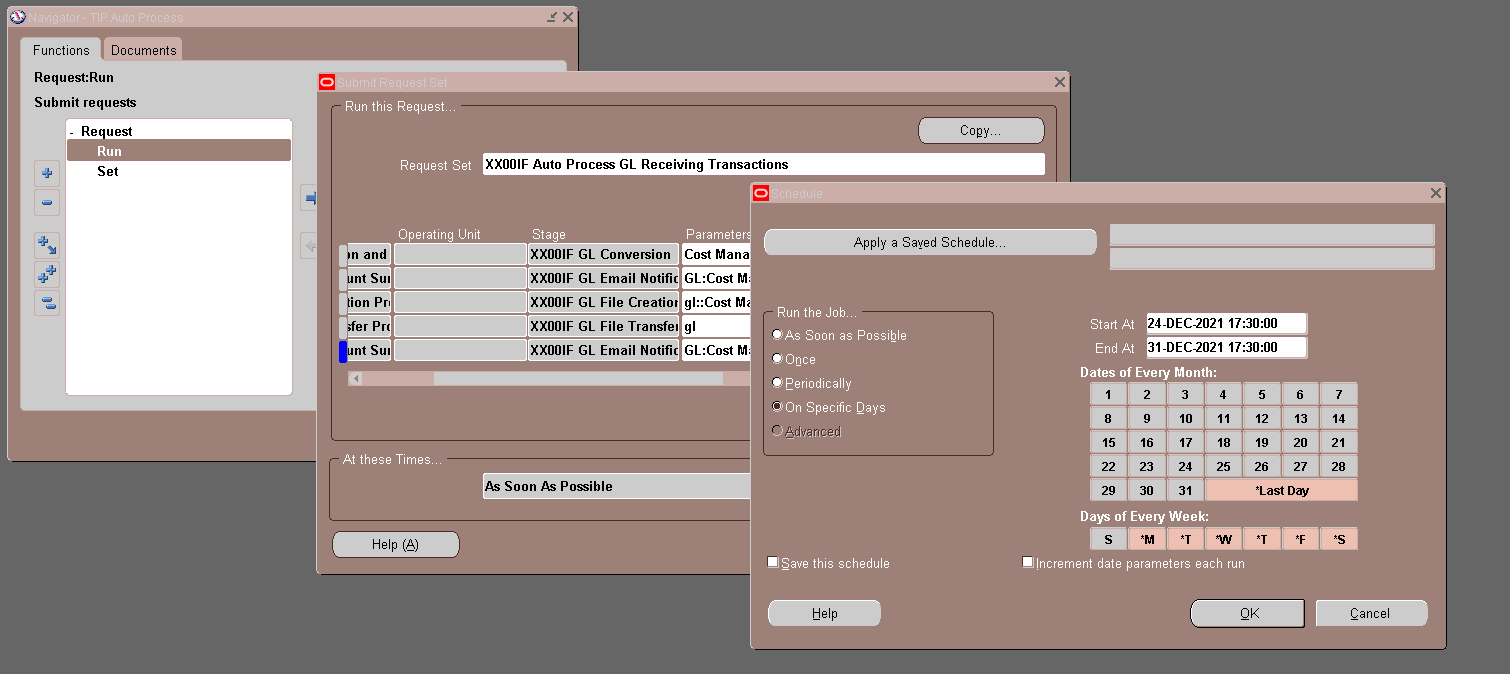 Navigator - TIP Auto Process
Functions
Documents
Request:Run
Submit requests
- Request
Run
Set
Submit Request Set
Run this Request...
Copy...
Request Set
XX00IF Auto Process GL Receiving Transactions
Operating Unit
Stage
Parameters
on and
XX00IF GL Conversion
Cost Mana
unt Sur
XX00IF GL Email Notific
GL:Cost Ma
tion Pro
XX00IF GL File Creation
gl::Cost Ma
sfer Pro
XX00IF GL File Transfer
gl
unt Sur
XX00IF GL Email Notific
GL:Cost Ma
At these Times...
As Soon As Possible
Help (A)
Schedule
Apply a Saved Schedule...
Run the Job...
As Soon as Possible
Once
Periodically
On Specific Days
Advanced
Start At
24-DEC-2021 17:30:00
End At
31-DEC-2021 17:30:00
Dates of Every Month:
1 2 3 4 5 6 7
8 9 10 11 12 13 14
15 16 17 18 19 20 21
22 23 24 25 26 27 28
29 30 31 *Last Day
Days of Every Week:
S *M *T *W *T *F *S
Save this schedule
Increment date parameters each run
Help
OK
Cancel